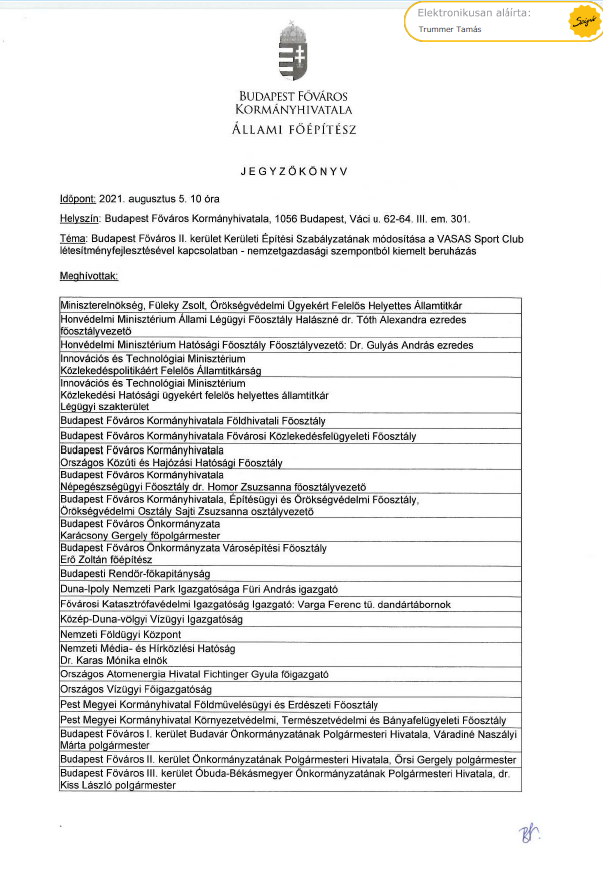 Elektronikusan aláírta:
Trummer Tamás
BUDAPEST FŐVÁROS
KORMÁNYHIVATALA
ÁLLAMI FŐÉPÍTÉSZ
JEGYZŐKÖNYV
Időpont: 2021. augusztus 5. 10 óra
Helyszín: Budapest Főváros Kormányhivatala, 1056 Budapest, Váci u. 62-64. III. em. 301.
Téma: Budapest Főváros II. kerület Kerületi Építési Szabályzatának módosítása a VASAS Sport Club
létesítményfejlesztésével kapcsolatban - nemzetgazdasági szempontból kiemelt beruházás
Meghívottak:
Miniszterelnökség, Füleky Zsolt, Örökségvédelmi Ügyekért Felelős Helyettes Államtitkár
Honvédelmi Minisztérium Állami Légügyi Főosztály Halászné dr. Tóth Alexandra ezredes
főosztályvezető
Honvédelmi Minisztérium Hatósági Főosztály Főosztályvezető: Dr. Gulyás András ezredes
Innovációs és Technológiai Minisztérium
Közlekedéspolitikáért Felelős Államtitkárság
Innovációs és Technológiai Minisztérium
Közlekedési Hatósági ügyekért felelős helyettes államtitkár
Légügyi szakterület
Budapest Főváros Kormányhivatala Földhivatali Főosztály
Budapest Főváros Kormányhivatala Fővárosi Közlekedésfelügyeleti Főosztály
Budapest Főváros Kormányhivatala
Országos Közúti és Hajózási Hatósági Főosztály
Budapest Főváros Kormányhivatala
Népegészségügyi Főosztály dr. Homor Zsuzsanna főosztályvezető
Budapest Főváros Kormányhivatala, Építésügyi és Örökségvédelmi Főosztály,
Örökségvédelmi Osztály Sajti Zsuzsanna osztályvezető
Budapest Főváros Önkormányzata
Karácsony Gergely főpolgármester
Budapest Főváros Önkormányzata Városépítési Főosztály
Erő Zoltán főépítész
Budapesti Rendőr-főkapitányság
Duna-Ipoly Nemzeti Park Igazgatósága Füri András igazgató
Fővárosi Katasztrófavédelmi Igazgatóság Igazgató: Varga Ferenc tű. dandártábornok
Közép-Duna-völgyi Vízügyi Igazgatóság
Nemzeti Földügyi Központ
Nemzeti Média- és Hírközlési Hatóság
Dr. Karas Mónika elnök
Országos Atomenergia Hivatal Fichtinger Gyula főigazgató
Országos Vízügyi Főigazgatóság
Pest Megyei Kormányhivatal Földművelésügyi és Erdészeti Főosztály
Pest Megyei Kormányhivatal Környezetvédelmi, Természetvédelmi és Bányafelügyeleti Főosztály
Budapest Főváros I. kerület Budavár Önkormányzatának Polgármesteri Hivatala, Váradiné Naszályi
Márta polgármester
Budapest Főváros II. kerület Önkormányzatának Polgármesteri Hivatala, Őrsi Gergely polgármester
Budapest Főváros III. kerület Óbuda-Békásmegyer Önkormányzatának Polgármesteri Hivatala, dr.
Kiss László polgármester